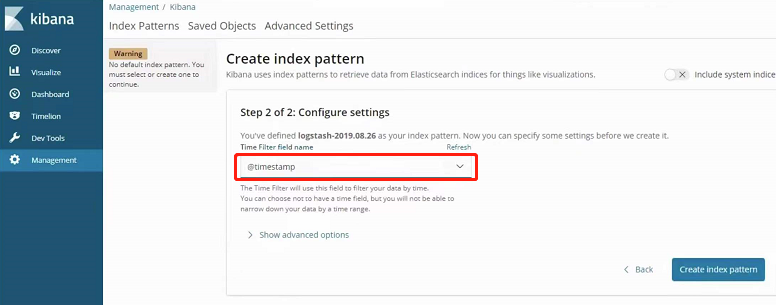 Management / Kibana
kibana
Index Patterns Saved Objects Advanced Settings
Discover
Visualize
Dashboard
Timelion
Dev Tools
Management
Warning
No default index pattern. You
must select or create one to
continue.
Create index pattern
Kibana uses index patterns to retrieve data from Elasticsearch indices for things like visualizations.
Include system indice
Step 2 of 2: Configure settings
You've defined logstash-2019.08.26 as your index pattern. Now you can specify some settings before we create it.
Time Filter field name Refresh
@timestamp
The Time Filter will use this field to filter your data by time.
You can choose not to have a time field, but you will not be able to
narrow down your data by a time range.
Show advanced options
Back Create index pattern